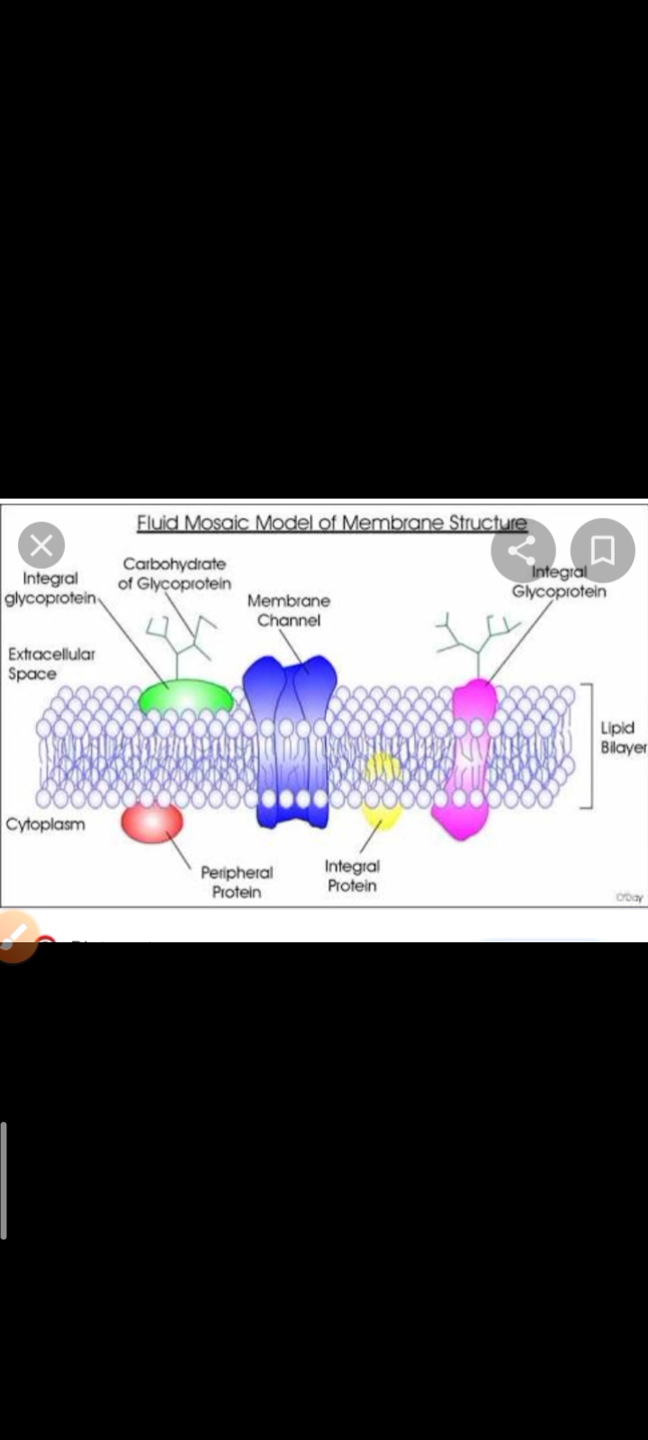 Fluid Mosaic Model of Membrane Structure
Integral
glycoprotein
Carbohydrate
of Glycoprotein
Membrane
Channel
Integral
Glycoprotein
Extracellular
Space
Lipid
Bilayer
Cytoplasm
Peripheral
Protein
Integral
Protein
O'Day